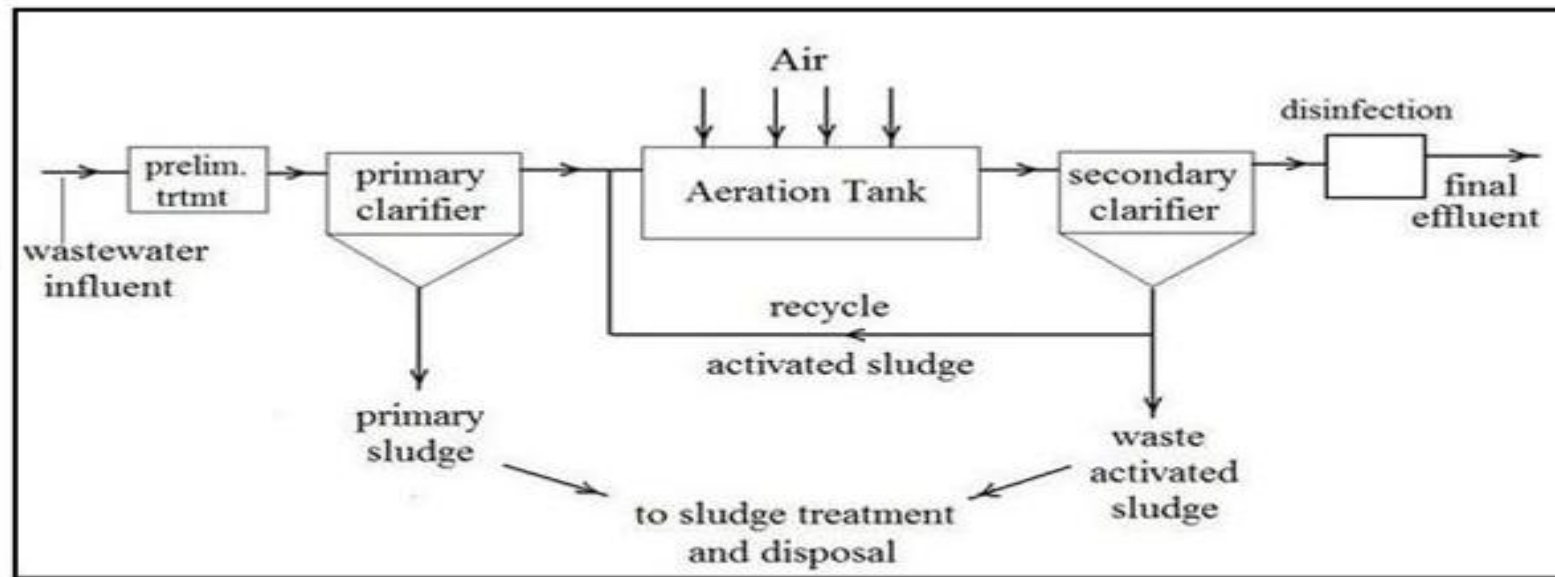 Air
disinfection
prelim.
trtmt
primary
clarifier
Aeration Tank
secondary
clarifier
final
effluent
wastewater
influent
recycle
activated sludge
primary
sludge
waste
activated
sludge
to sludge treatment
and disposal